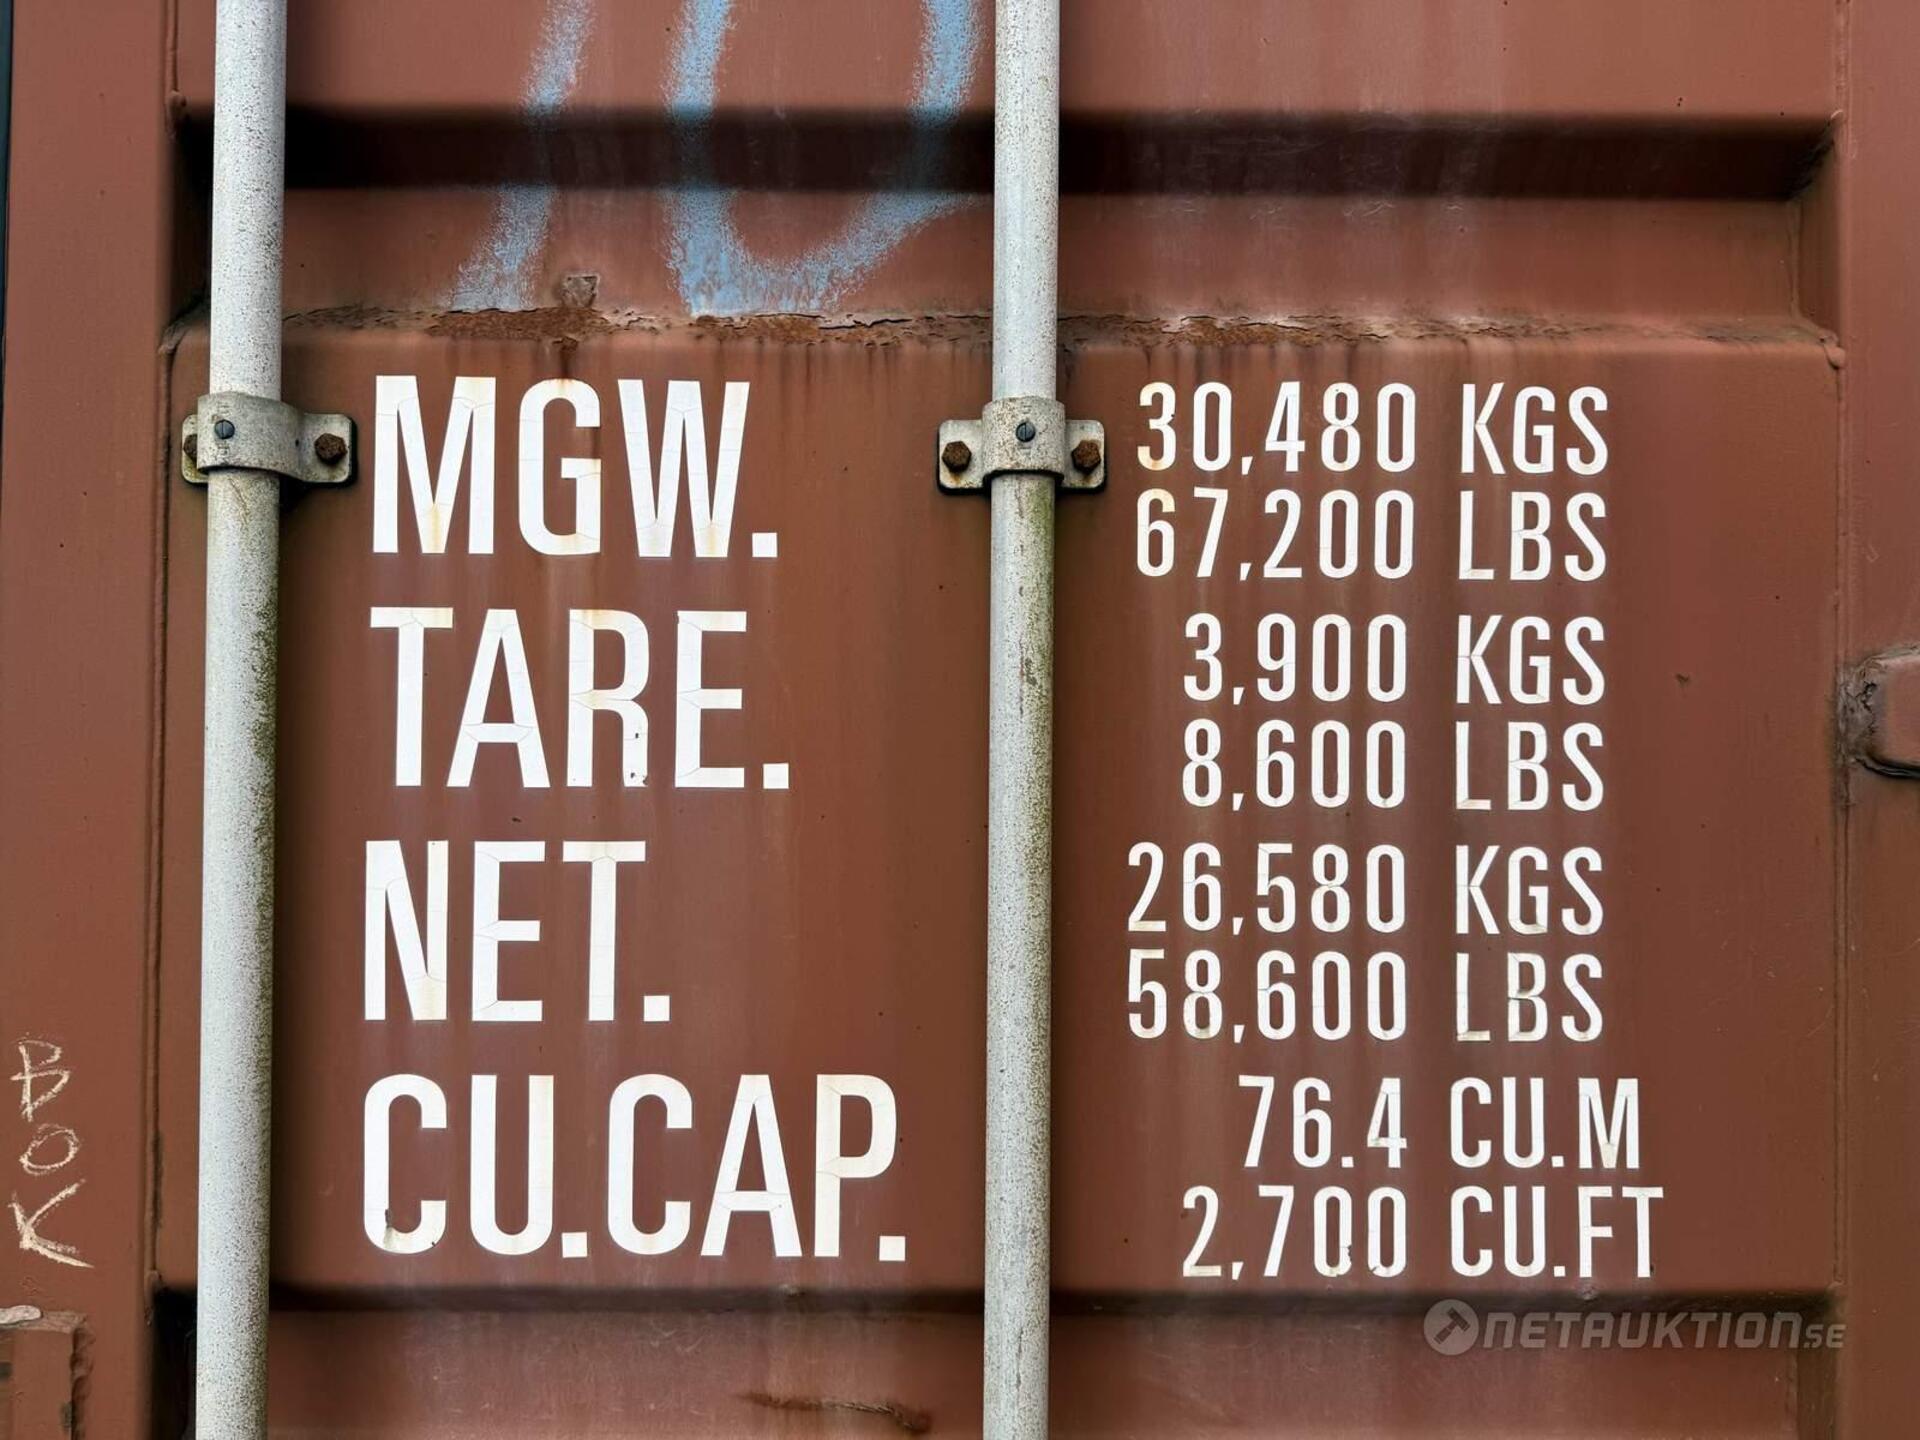 MGW. 30,480 KGS
67,200 LBS
TARE. 3,900 KGS
8,600 LBS
NET. 26,580 KGS
58,600 LBS
CU.CAP. 76.4 CU.M
2,700 CU.FT
BOK
NETAUKTION.SE